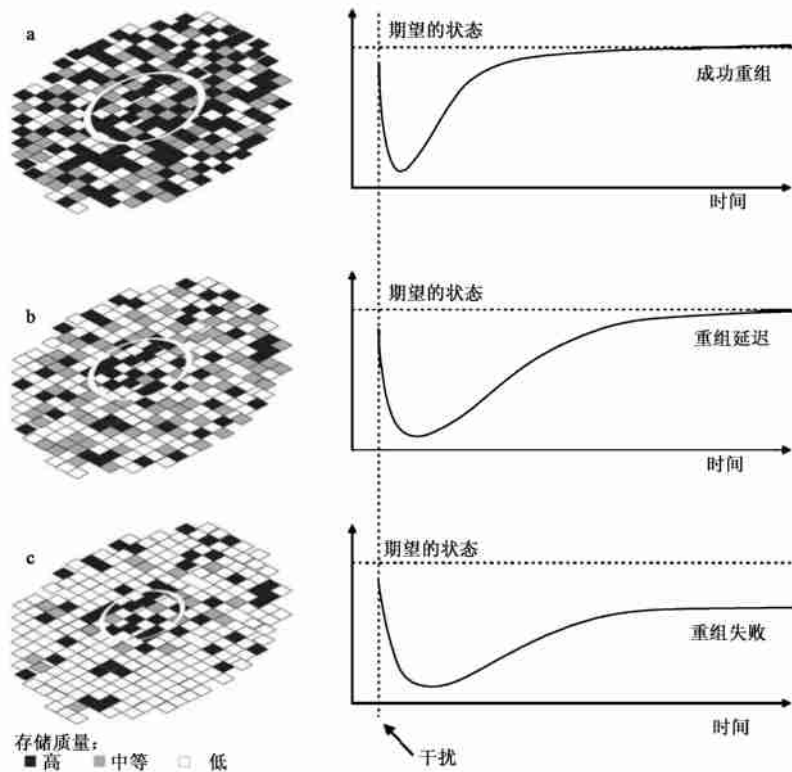 a
期望的状态
成功重组
时间
b
期望的状态
重组延迟
时间
c
期望的状态
重组失败
时间
存储质量：
高 中等 低
干扰